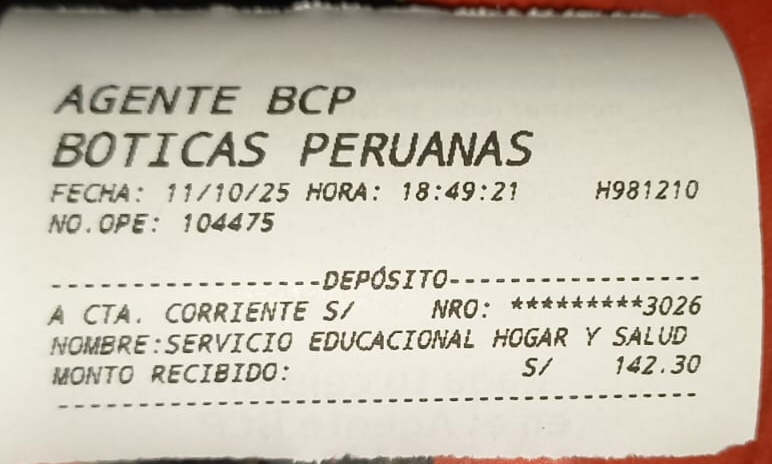 AGENTE BCP
BOTICAS PERUANAS
FECHA: 11/10/25 HORA: 18:49:21 H981210
NO.OPE: 104475
------------------DEPÓSITO-----------------
A CTA. CORRIENTE S/ NRO: *********3026
NOMBRE:SERVICIO EDUCACIONAL HOGAR Y SALUD
MONTO RECIBIDO: S/ 142.30
-------------------------------------------